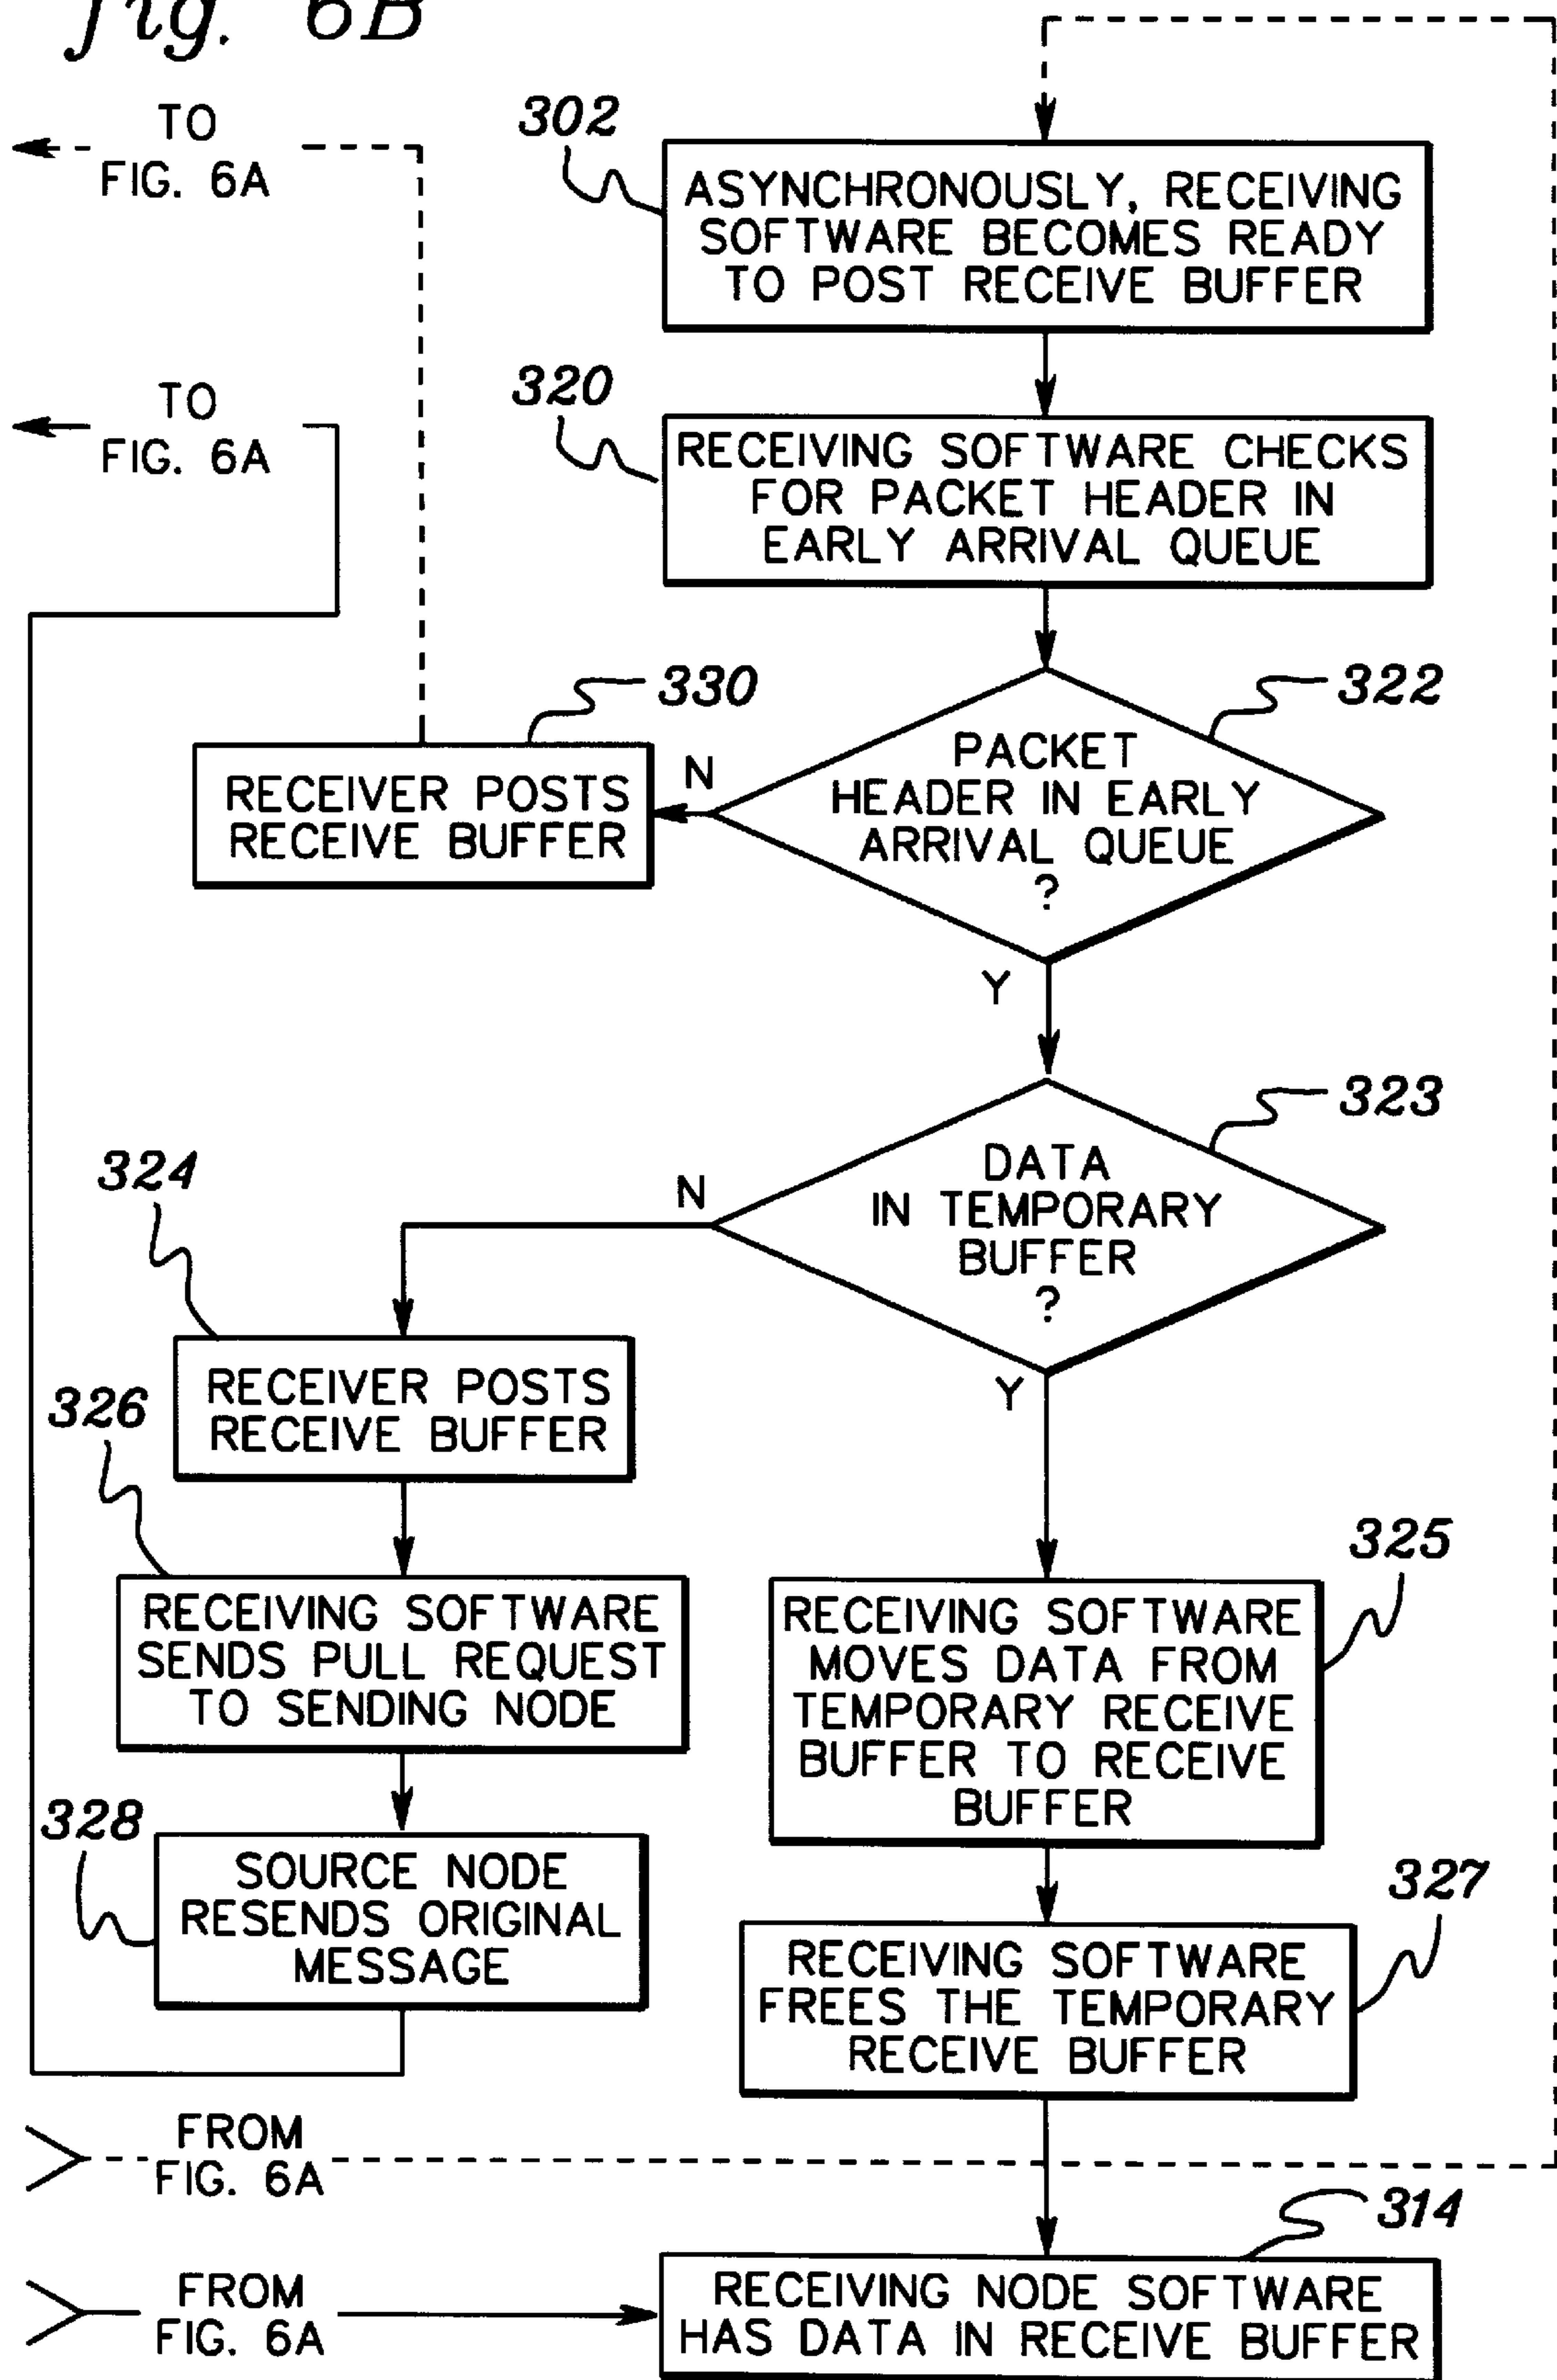 fig. 6B
TO
FIG. 6A
302
ASYNCHRONOUSLY, RECEIVING
SOFTWARE BECOMES READY
TO POST RECEIVE BUFFER
TO
FIG. 6A
320
RECEIVING SOFTWARE CHECKS
FOR PACKET HEADER IN
EARLY ARRIVAL QUEUE
330
RECEIVER POSTS
RECEIVE BUFFER
N
322
PACKET
HEADER IN EARLY
ARRIVAL QUEUE
?
Y
323
DATA
IN TEMPORARY
BUFFER
?
N
Y
324
RECEIVER POSTS
RECEIVE BUFFER
326
RECEIVING SOFTWARE
SENDS PULL REQUEST
TO SENDING NODE
325
RECEIVING SOFTWARE
MOVES DATA FROM
TEMPORARY RECEIVE
BUFFER TO RECEIVE
BUFFER
328
SOURCE NODE
RESENDS ORIGINAL
MESSAGE
327
RECEIVING SOFTWARE
FREES THE TEMPORARY
RECEIVE BUFFER
FROM
FIG. 6A
314
FROM
FIG. 6A
RECEIVING NODE SOFTWARE
HAS DATA IN RECEIVE BUFFER